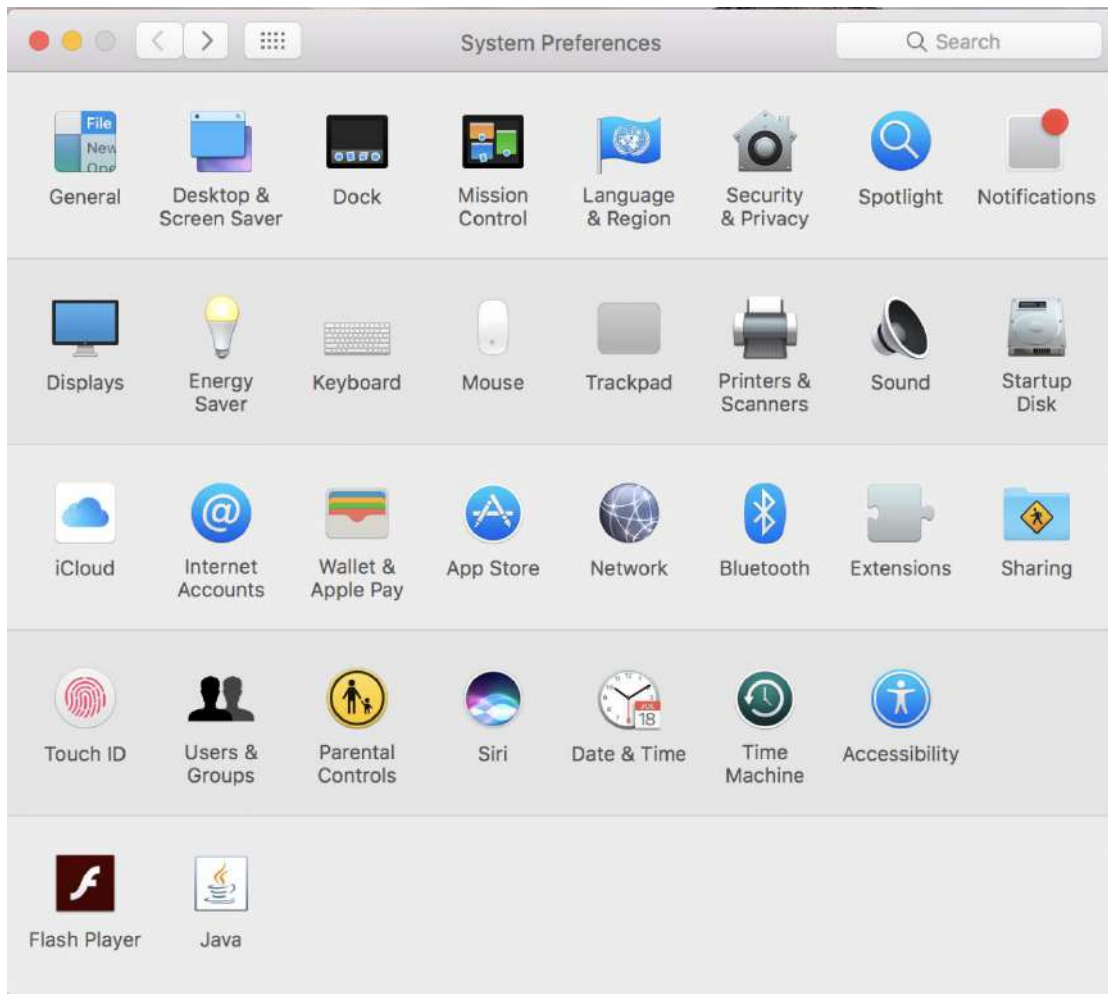 System Preferences
Search
File
New
Ope
General
Desktop &
Screen Saver
Dock
Mission
Control
Language
& Region
Security
& Privacy
Spotlight
Notifications
Displays
Energy
Saver
Keyboard
Mouse
Trackpad
Printers &
Scanners
Sound
Startup
Disk
iCloud
Internet
Accounts
Wallet &
Apple Pay
App Store
Network
Bluetooth
Extensions
Sharing
JUL
18
Touch ID
Users &
Groups
Parental
Controls
Siri
Date & Time
Time
Machine
Accessibility
Flash Player
Java